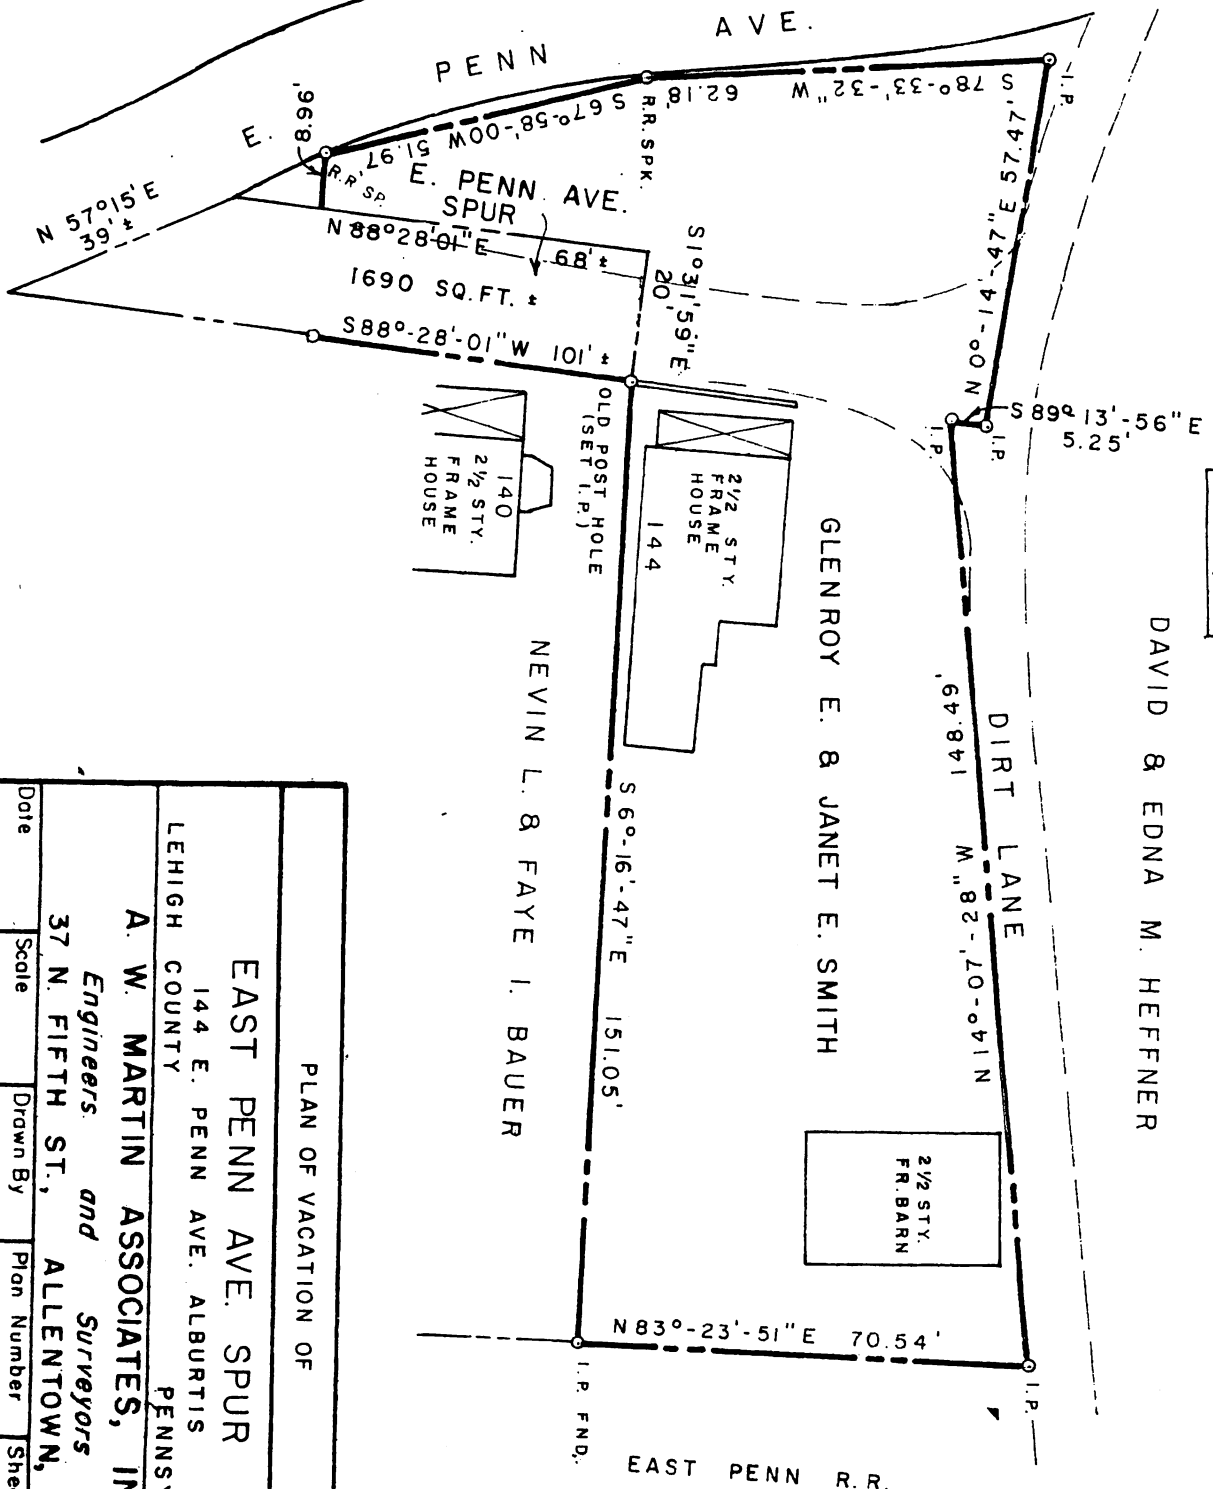 PENN AVE.
E.
8.96'
N 57°15'E
39'±
R.R. SP.
S 67°-58'-00W 51.97'
R.R. SPK.
S 78°-33'-32" W 62.18'
I.P.
N 0°-14'-47" E 57.47'
E. PENN AVE.
SPUR
N 88°28'01"E 68'±
1690 SQ.FT. ±
S1°31'59"E
20'
S88°-28'-01"W 101'±
S 89° 13'-56" E
5.25'
I.P.
I.P.
OLD POST HOLE
(SET I.P.)
140
2½ STY.
FRAME
HOUSE
2½ STY.
FRAME
HOUSE
144
GLENROY E. & JANET E. SMITH
NEVIN L. & FAYE I. BAUER
DAVID & EDNA M. HEFFNER
DIRT LANE
N 14°-07'-28" W 148.49'
S 6°-16'-47"E 151.05'
2½ STY.
FR. BARN
N 83°-23'-51" E 70.54'
I.P.
I.P. FND.
EAST PENN R.R.
PLAN OF VACATION OF
EAST PENN AVE. SPUR
144 E. PENN AVE. ALBURTIS
LEHIGH COUNTY PENNSY
A. W. MARTIN ASSOCIATES, IN
Engineers and Surveyors
37 N. FIFTH ST., ALLENTOWN,
Date Scale Drawn By Plan Number Shee